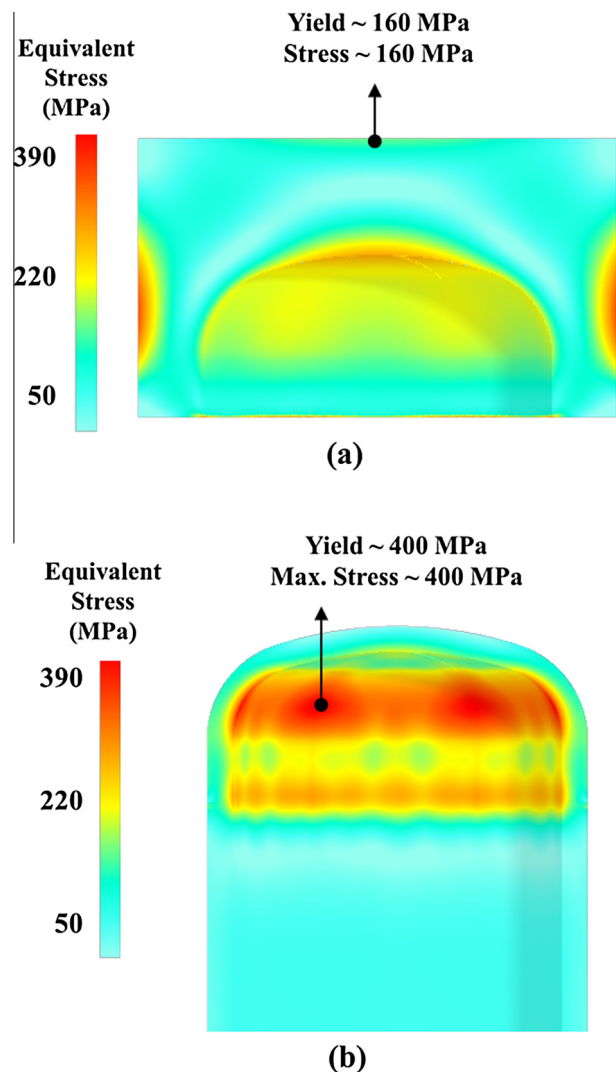 Yield ~ 160 MPa
Stress ~ 160 MPa
Equivalent
Stress
(MPa)
390
220
50
(a)
Yield ~ 400 MPa
Max. Stress ~ 400 MPa
Equivalent
Stress
(MPa)
390
220
50
(b)